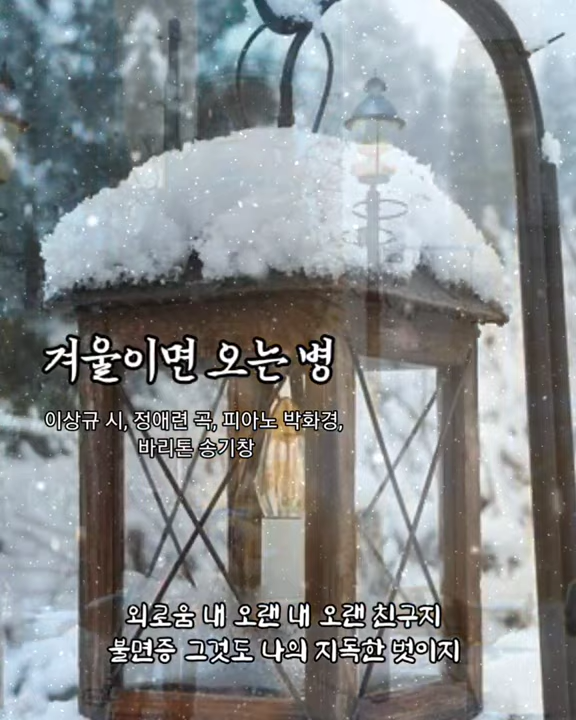 겨울이면 오는 병
이상규 시, 정애련 곡, 피아노 박화경,
바리톤 송기창
외로움 내 오랜 내 오랜 친구지
불면증 그것도 나의 지독한 벗이지